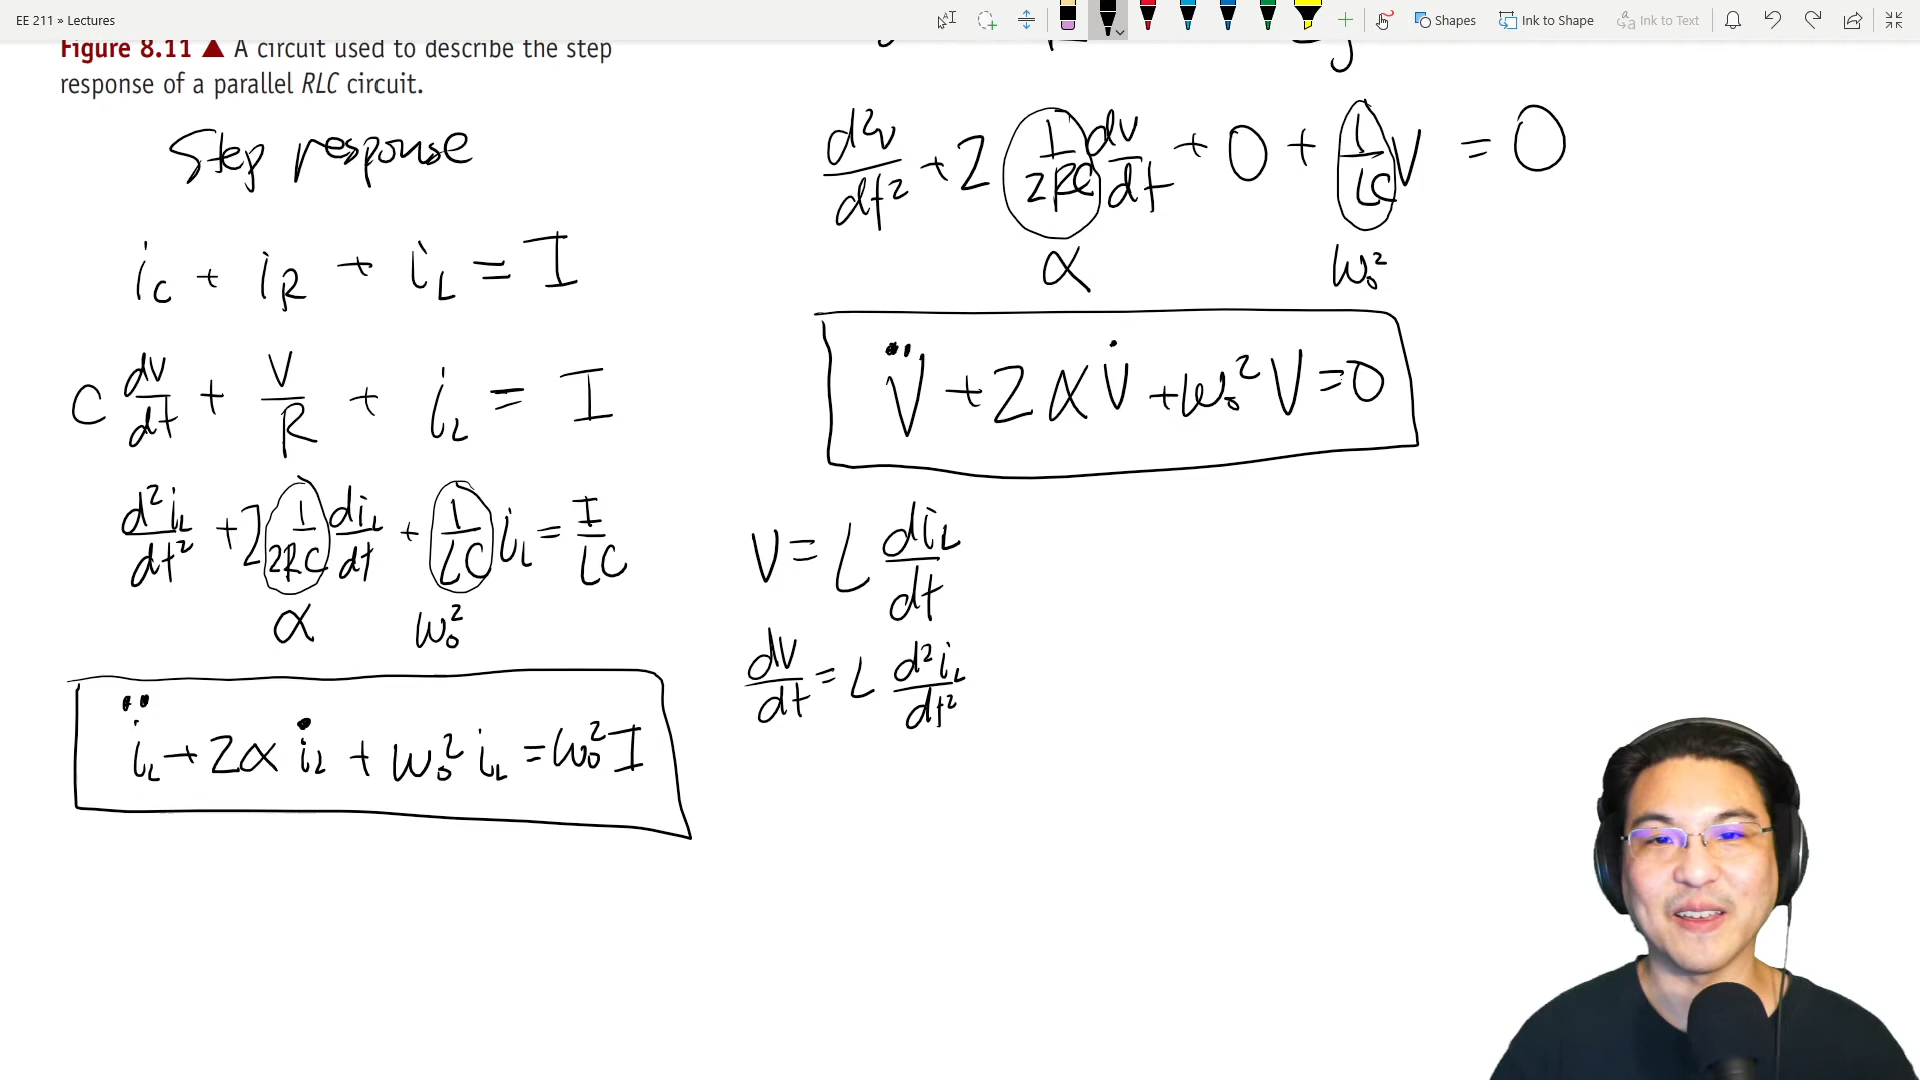 EE 211 » Lectures
Shapes
Ink to Shape
Ink to Text
Figure 8.11 ▲ A circuit used to describe the step
response of a parallel RLC circuit.
Step response
i_C + i_R + i_L = I
C dv/dt + V/R + i_L = I
d²i_L/dt² + 2 1/2RC di_L/dt + 1/LC i_L = I/LC
α ω₀²
ï_L + 2α i̇_L + ω₀² i_L = ω₀² I
d²v/dt² + 2 1/2RC dv/dt + 0 + 1/LC V = 0
α ω₀²
V̈ + 2αV̇ + ω₀² V = 0
V = L di_L/dt
dv/dt = L d²i_L/dt²